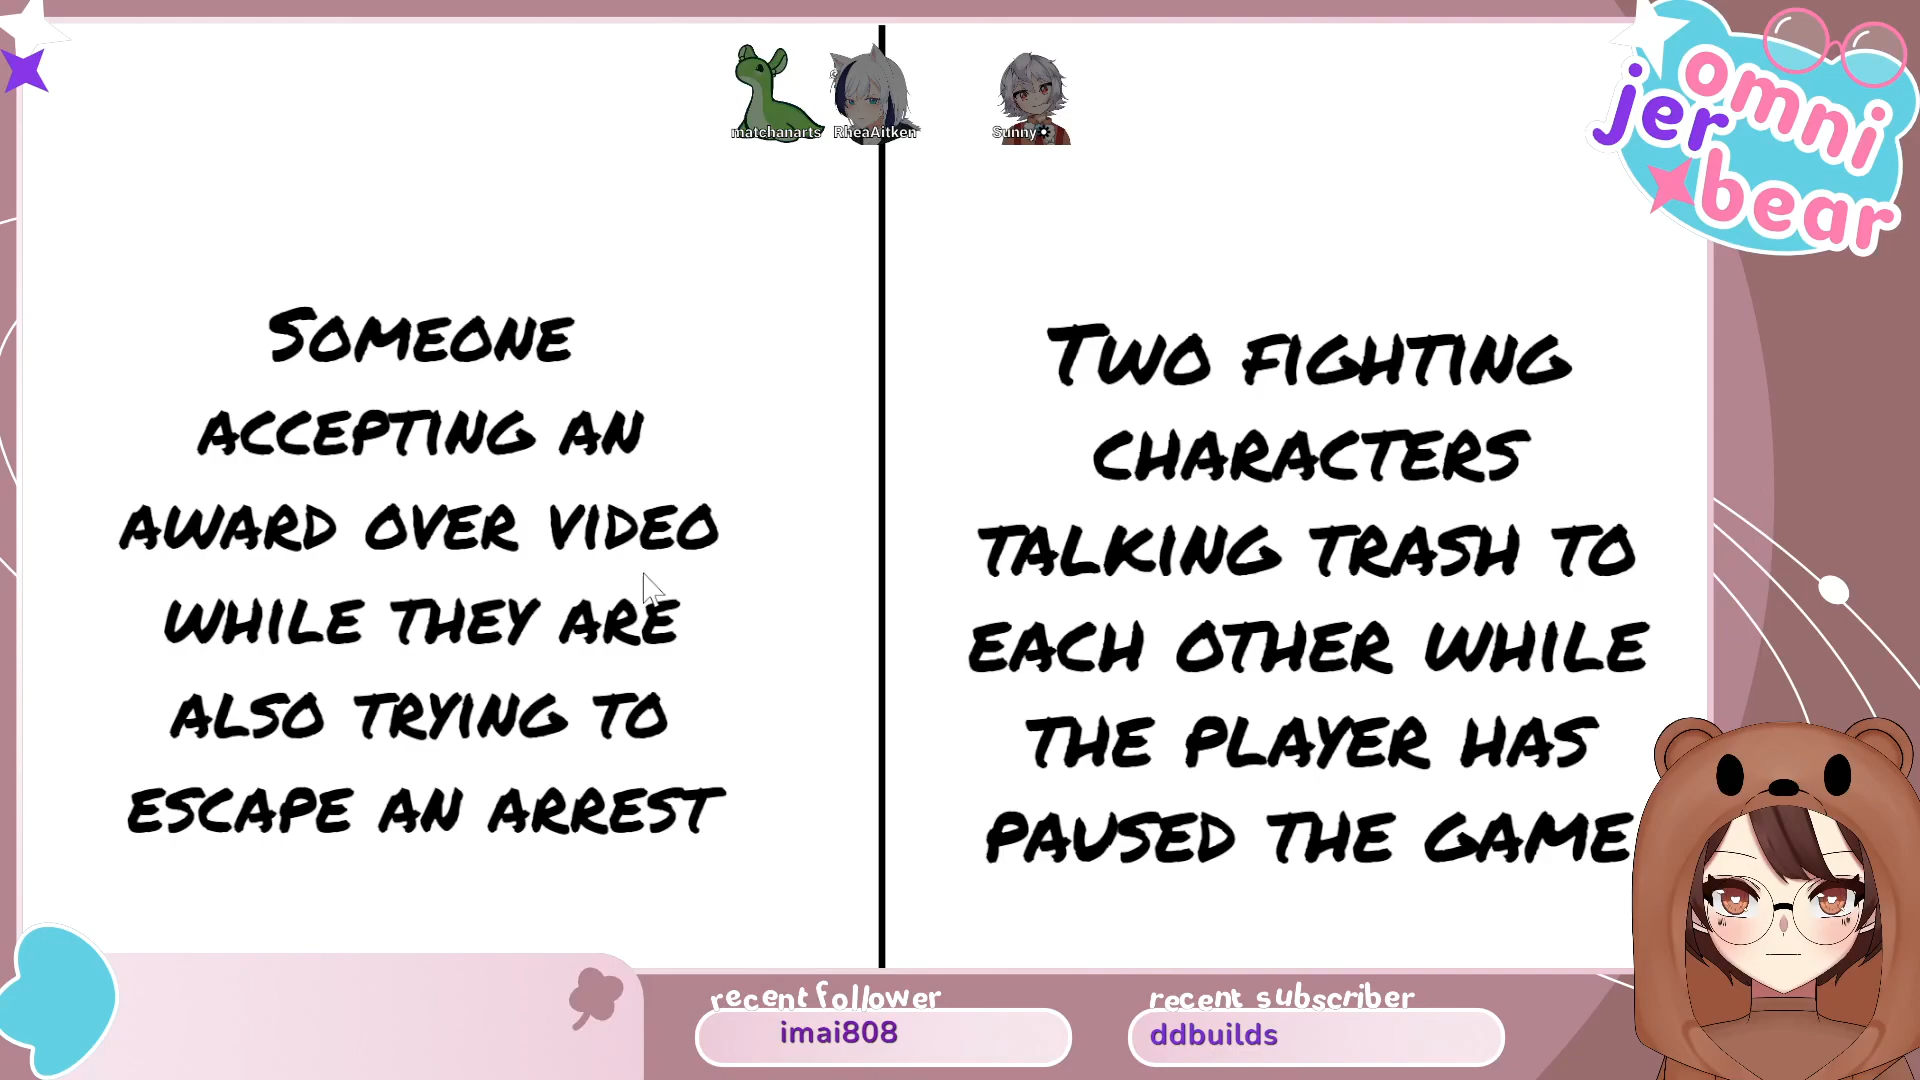 matchanarts
RheaAitken
Sunny
omni
jer
bear
SOMEONE
ACCEPTING AN
AWARD OVER VIDEO
WHILE THEY ARE
ALSO TRYING TO
ESCAPE AN ARREST
TWO FIGHTING
CHARACTERS
TALKING TRASH TO
EACH OTHER WHILE
THE PLAYER HAS
PAUSED THE GAME
recent follower
imai808
recent subscriber
ddbuilds